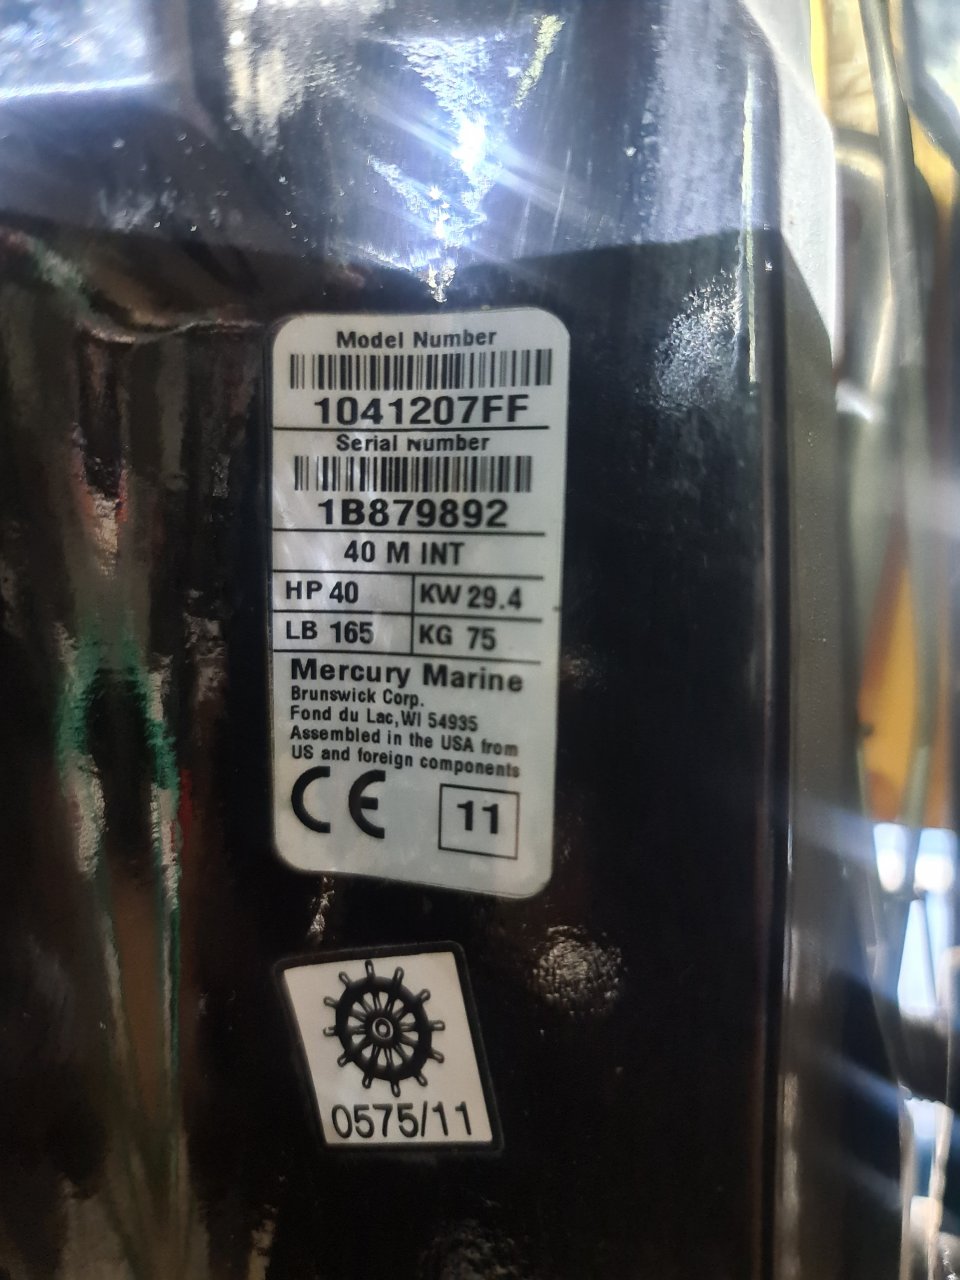 Model Number
1041207FF
Serial Number
1B879892
40 M INT
HP 40 KW 29.4
LB 165 KG 75
Mercury Marine
Brunswick Corp.
Fond du Lac, WI 54935
Assembled in the USA from
US and foreign components
CE 11
0575/11